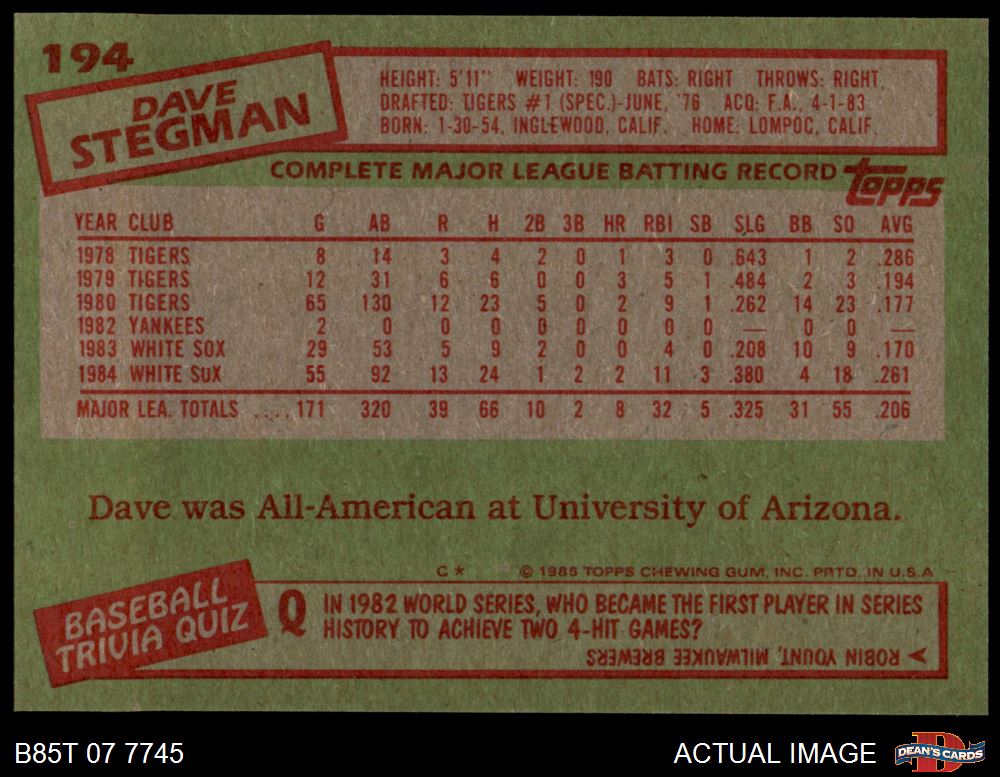 194
DAVE
STEGMAN
HEIGHT: 5'11" WEIGHT: 190 BATS: RIGHT THROWS: RIGHT
DRAFTED: TIGERS #1 (SPEC.)-JUNE, '76 ACQ: F.A., 4-1-83
BORN: 1-30-54, INGLEWOOD, CALIF. HOME: LOMPOC, CALIF.
COMPLETE MAJOR LEAGUE BATTING RECORD topps
YEAR CLUB G AB R H 2B 3B HR RBI SB SLG BB SO AVG
1978 TIGERS 8 14 3 4 2 0 1 3 0 .643 1 2 .286
1979 TIGERS 12 31 6 6 0 0 3 5 1 .484 2 3 .194
1980 TIGERS 65 130 12 23 5 0 2 9 1 .262 14 23 .177
1982 YANKEES 2 0 0 0 0 0 0 0 0 — 0 0 —
1983 WHITE SOX 29 53 5 9 2 0 0 4 0 .208 10 9 .170
1984 WHITE SOX 55 92 13 24 1 2 2 11 3 .380 4 18 .261
MAJOR LEA. TOTALS ....171 320 39 66 10 2 8 32 5 .325 31 55 .206
Dave was All-American at University of Arizona.
C* © 1985 TOPPS CHEWING GUM, INC. PRTD. IN U.S.A
BASEBALL
TRIVIA QUIZ
Q IN 1982 WORLD SERIES, WHO BECAME THE FIRST PLAYER IN SERIES
HISTORY TO ACHIEVE TWO 4-HIT GAMES?
ROBIN YOUNT, MILWAUKEE BREWERS
B85T 07 7745
ACTUAL IMAGE
DEAN'S CARDS